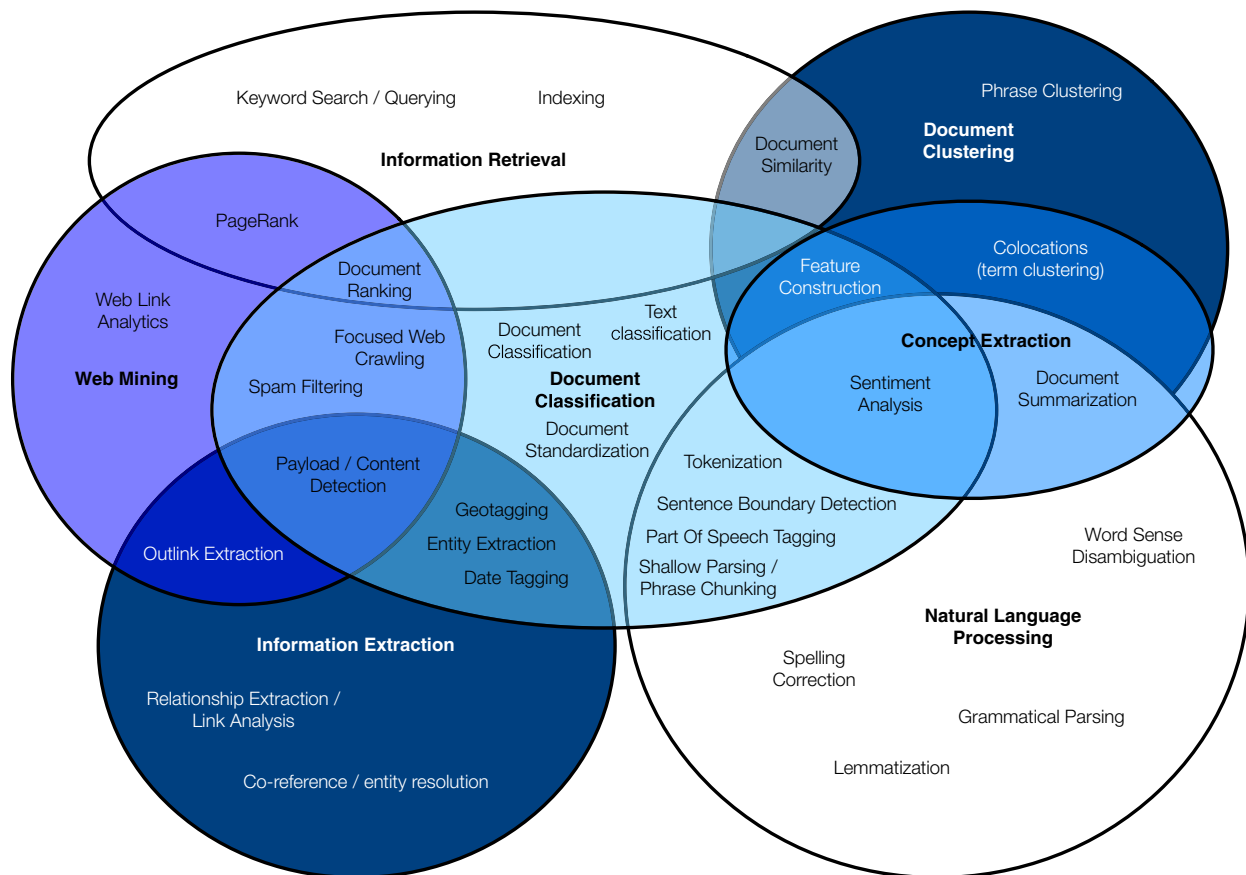 Phrase Clustering
Keyword Search / Querying
Indexing
Document
Clustering
Document
Similarity
Information Retrieval
PageRank
Colocations
(term clustering)
Document
Ranking
Feature
Construction
Web Link
Analytics
Text
classification
Focused Web
Crawling
Document
Classification
Concept Extraction
Web Mining
Spam Filtering
Document
Classification
Sentiment
Analysis
Document
Summarization
Document
Standardization
Payload / Content
Detection
Tokenization
Geotagging
Sentence Boundary Detection
Entity Extraction
Part Of Speech Tagging
Word Sense
Disambiguation
Outlink Extraction
Date Tagging
Shallow Parsing /
Phrase Chunking
Natural Language
Processing
Information Extraction
Spelling
Correction
Relationship Extraction /
Link Analysis
Grammatical Parsing
Lemmatization
Co-reference / entity resolution